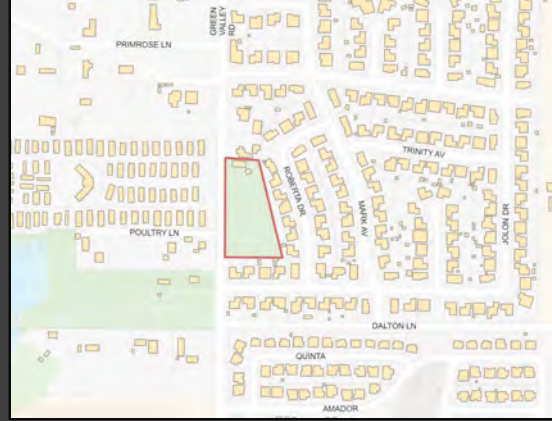 GREEN
VALLEY
RD
PRIMROSE LN
TRINITY AV
ROBERTA DR
MARK AV
JOLON DR
POULTRY LN
DALTON LN
QUINTA
AMADOR